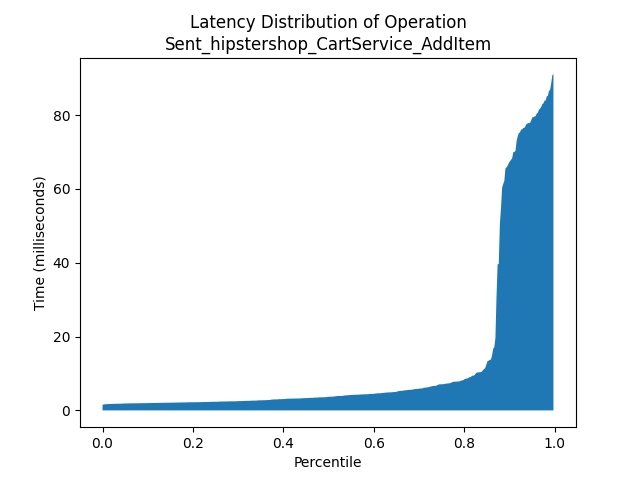 Latency Distribution of Operation
Sent_hipstershop_CartService_AddItem
Time (milliseconds)
80
60
40
20
0
0.0 0.2 0.4 0.6 0.8 1.0
Percentile